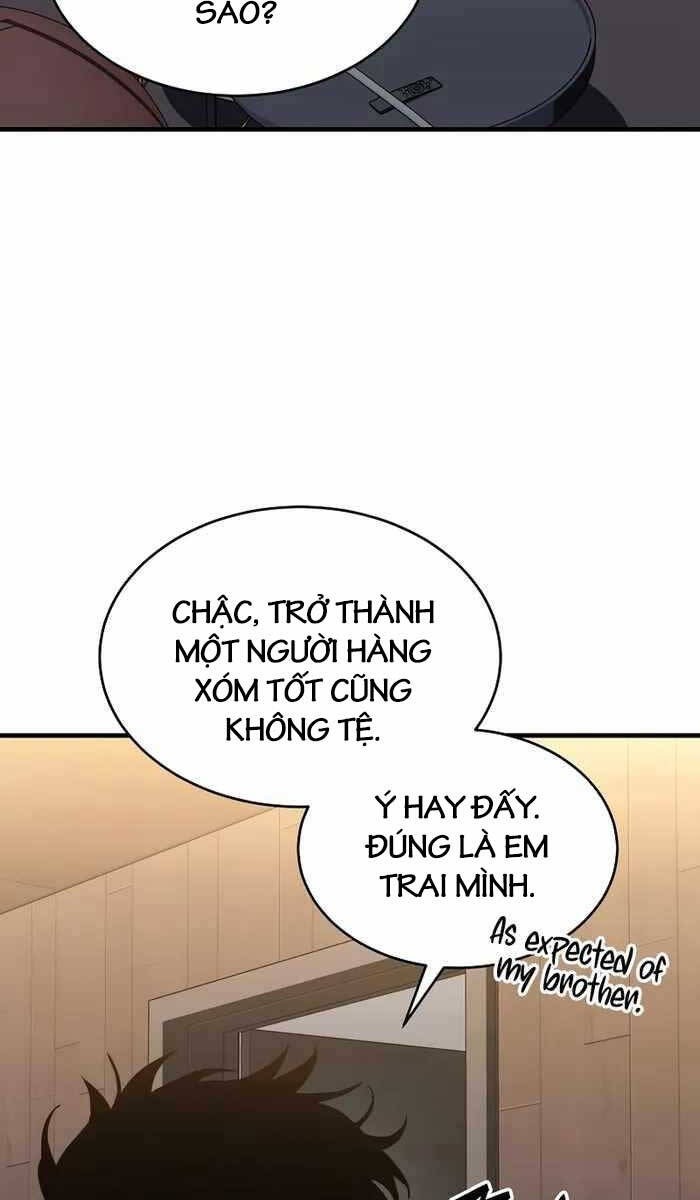 SAO?
CHẬC, TRỞ THÀNH
MỘT NGƯỜI HÀNG
XÓM TỐT CŨNG
KHÔNG TỆ.
Ý HAY ĐẤY.
ĐÚNG LÀ EM
TRAI MÌNH.
As expected of
my brother.